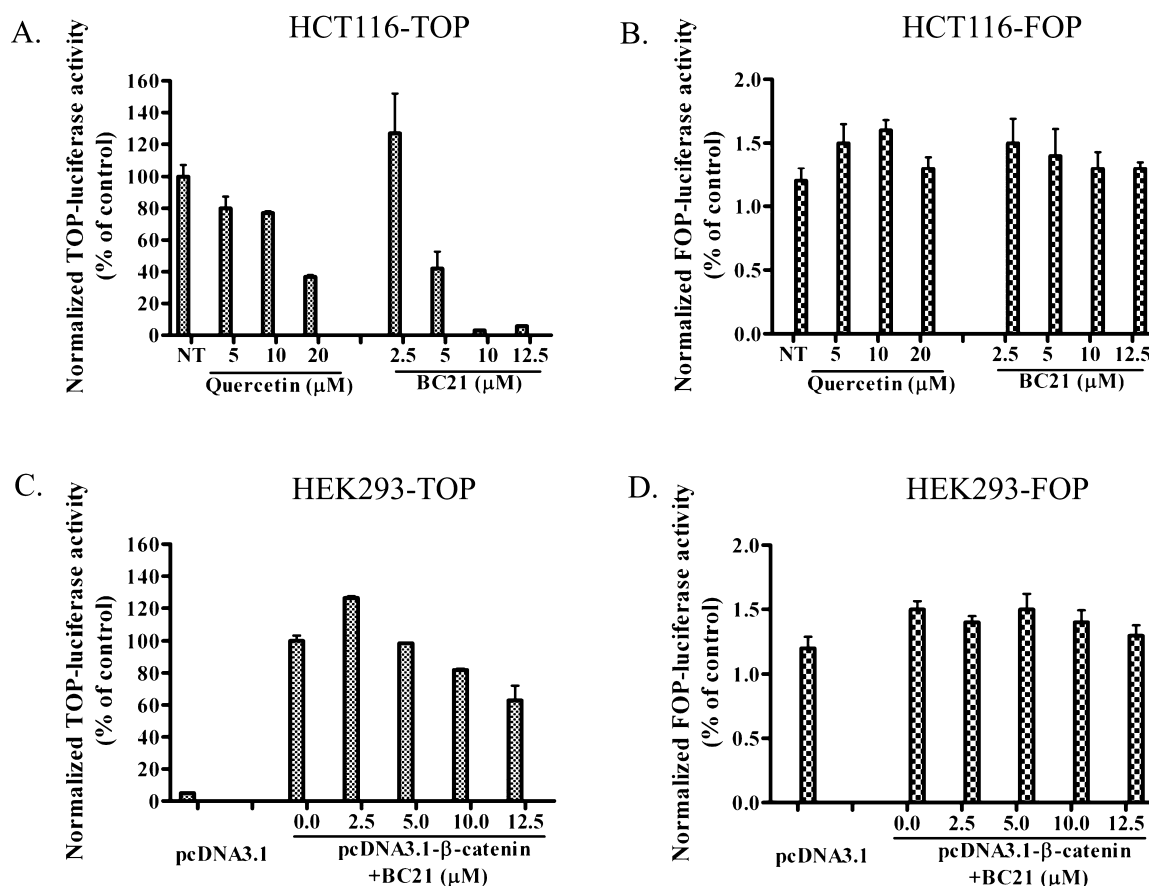 A.
HCT116-TOP
Normalized TOP-luciferase activity
(% of control)
160
140
120
100
80
60
40
20
0
NT 5 10 20 2.5 5 10 12.5
Quercetin (μM) BC21 (μM)
B.
HCT116-FOP
Normalized FOP-luciferase activity
(% of control)
2.0
1.5
1.0
0.5
0.0
NT 5 10 20 2.5 5 10 12.5
Quercetin (μM) BC21 (μM)
C.
HEK293-TOP
Normalized TOP-luciferase activity
(% of control)
160
140
120
100
80
60
40
20
0
0.0 2.5 5.0 10.0 12.5
pcDNA3.1 pcDNA3.1-β-catenin
+BC21 (μM)
D.
HEK293-FOP
Normalized FOP-luciferase activity
(% of control)
2.0
1.5
1.0
0.5
0.0
0.0 2.5 5.0 10.0 12.5
pcDNA3.1 pcDNA3.1-β-catenin
+BC21 (μM)